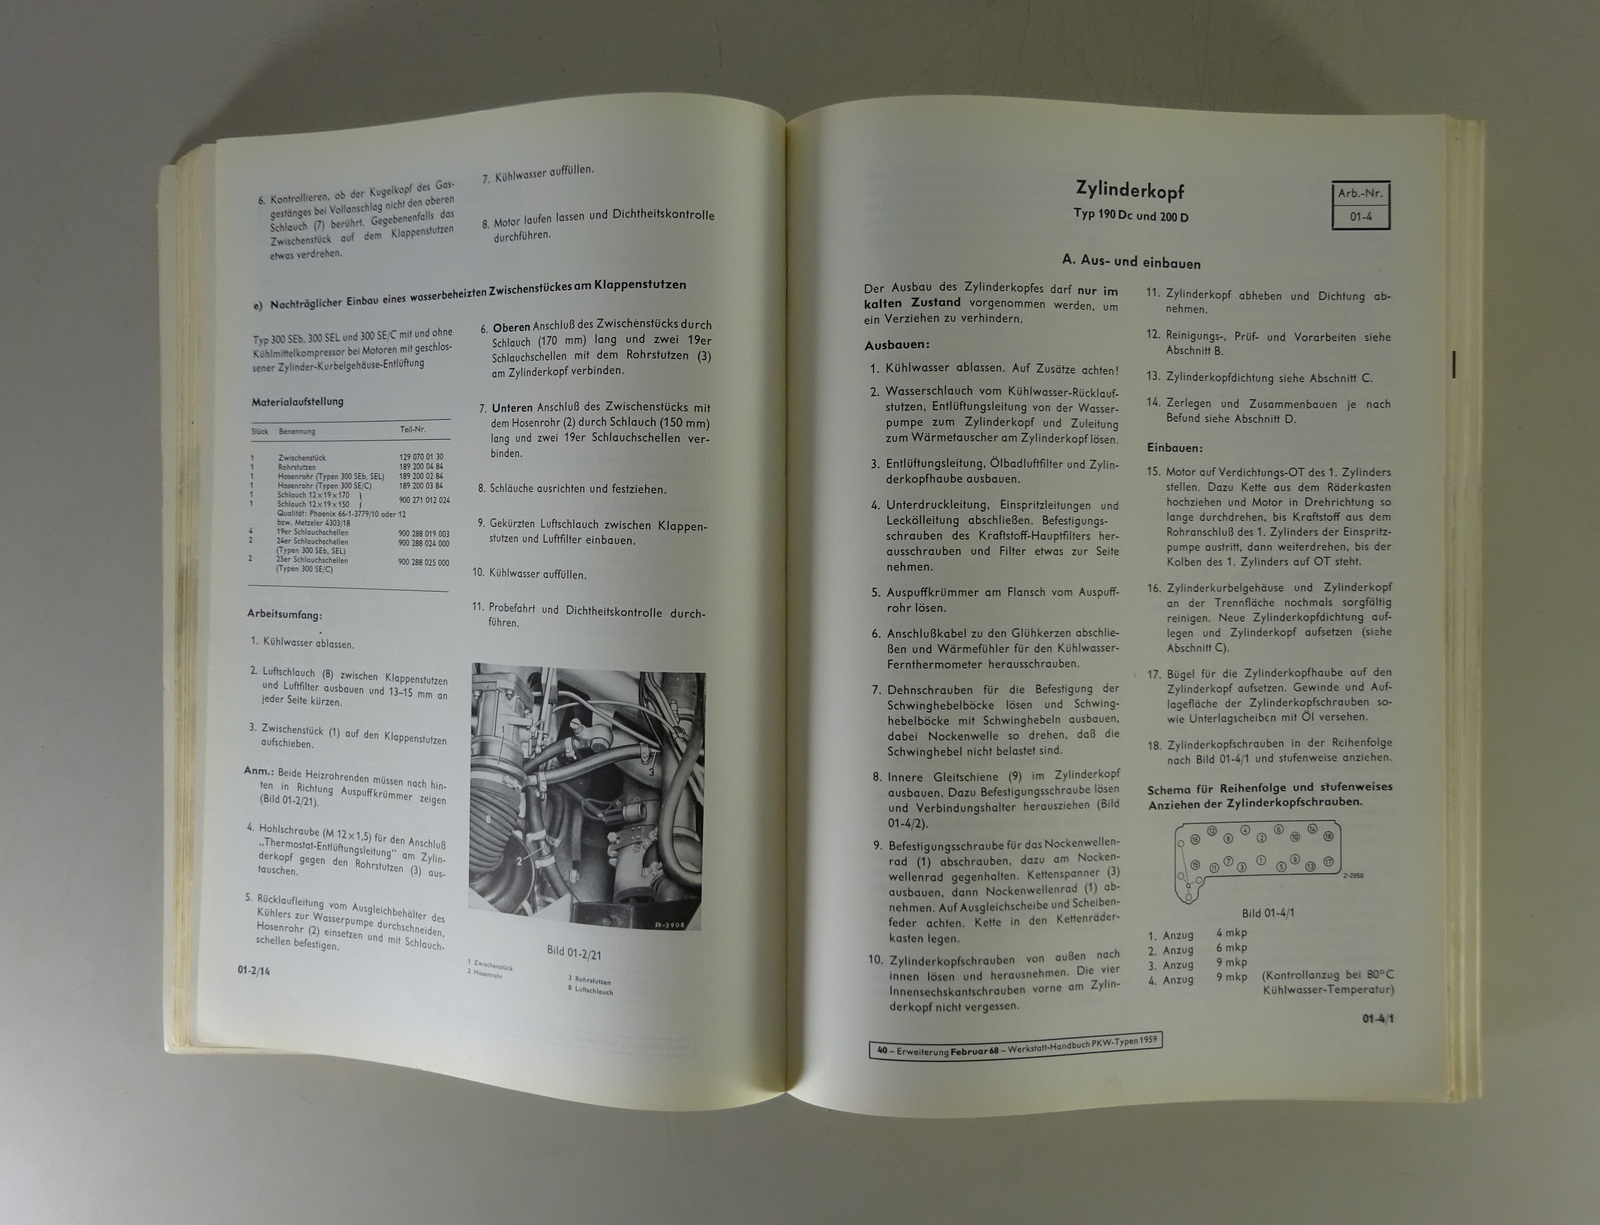 6. Kontrollieren, ob der Kugelkopf des Gas-
gestänges bei Vollanschlag nicht den oberen
Schlauch (7) berührt. Gegebenenfalls das
Zwischenstück auf dem Klappenstutzen
etwas verdrehen.
7. Kühlwasser auffüllen.
8. Motor laufen lassen und Dichtheitskontrolle
durchführen.
e) Nachträglicher Einbau eines wasserbeheizten Zwischenstückes am Klappenstutzen
Typ 300 SEb, 300 SEL und 300 SE/C mit und ohne
Kühlmittelkompressor bei Motoren mit geschlos-
sener Zylinder-Kurbelgehäuse-Entlüftung
Materialaufstellung
Stück Benennung Teil-Nr.
1 Zwischenstück 129 070 01 30
1 Rohrstutzen 189 200 04 84
1 Hosenrohr (Typen 300 SEb, SEL) 189 200 02 84
1 Hosenrohr (Typen 300 SE/C) 189 200 03 84
1 Schlauch 12 x 19 x 170 }
1 Schlauch 12 x 19 x 150 } 900 271 012 024
Qualität: Phoenix 66-1-3779/10 oder 12
bzw. Metzeler 4303/18
4 19er Schlauchschellen 900 288 019 003
2 24er Schlauchschellen 900 288 024 000
(Typen 300 SEb, SEL)
2 25er Schlauchschellen 900 288 025 000
(Typen 300 SE/C)
Arbeitsumfang:
1. Kühlwasser ablassen.
2. Luftschlauch (8) zwischen Klappenstutzen
und Luftfilter ausbauen und 13-15 mm an
jeder Seite kürzen.
3. Zwischenstück (1) auf den Klappenstutzen
aufschieben.
Anm.: Beide Heizrohrenden müssen nach hin-
ten in Richtung Auspuffkrümmer zeigen
(Bild 01-2/21).
4. Hohlschraube (M 12 x 1,5) für den Anschluß
„Thermostat-Entlüftungsleitung" am Zylin-
derkopf gegen den Rohrstutzen (3) aus-
tauschen.
5. Rücklaufleitung vom Ausgleichbehälter des
Kühlers zur Wasserpumpe durchschneiden,
Hosenrohr (2) einsetzen und mit Schlauch-
schellen befestigen.
01-2/14
6. Oberen Anschluß des Zwischenstücks durch
Schlauch (170 mm) lang und zwei 19er
Schlauchschellen mit dem Rohrstutzen (3)
am Zylinderkopf verbinden.
7. Unteren Anschluß des Zwischenstücks mit
dem Hosenrohr (2) durch Schlauch (150 mm)
lang und zwei 19er Schlauchschellen ver-
binden.
8. Schläuche ausrichten und festziehen.
9. Gekürzten Luftschlauch zwischen Klappen-
stutzen und Luftfilter einbauen.
10. Kühlwasser auffüllen.
11. Probefahrt und Dichtheitskontrolle durch-
führen.
3
8
2
R-2908
Bild 01-2/21
1 Zwischenstück 3 Rohrstutzen
2 Hosenrohr 8 Luftschlauch
Zylinderkopf
Typ 190 Dc und 200 D
Arb.-Nr.
01-4
A. Aus- und einbauen
Der Ausbau des Zylinderkopfes darf nur im
kalten Zustand vorgenommen werden, um
ein Verziehen zu verhindern.
Ausbauen:
1. Kühlwasser ablassen. Auf Zusätze achten!
2. Wasserschlauch vom Kühlwasser-Rücklauf-
stutzen, Entlüftungsleitung von der Wasser-
pumpe zum Zylinderkopf und Zuleitung
zum Wärmetauscher am Zylinderkopf lösen.
3. Entlüftungsleitung, Ölbadluftfilter und Zylin-
derkopfhaube ausbauen.
4. Unterdruckleitung, Einspritzleitungen und
Leckölleitung abschließen. Befestigungs-
schrauben des Kraftstoff-Hauptfilters her-
ausschrauben und Filter etwas zur Seite
nehmen.
5. Auspuffkrümmer am Flansch vom Auspuff-
rohr lösen.
6. Anschlußkabel zu den Glühkerzen abschlie-
ßen und Wärmefühler für den Kühlwasser-
Fernthermometer herausschrauben.
7. Dehnschrauben für die Befestigung der
Schwinghebelböcke lösen und Schwing-
hebelböcke mit Schwinghebeln ausbauen,
dabei Nockenwelle so drehen, daß die
Schwinghebel nicht belastet sind.
8. Innere Gleitschiene (9) im Zylinderkopf
ausbauen. Dazu Befestigungsschraube lösen
und Verbindungshalter herausziehen (Bild
01-4/2).
9. Befestigungsschraube für das Nockenwellen-
rad (1) abschrauben, dazu am Nocken-
wellenrad gegenhalten. Kettenspanner (3)
ausbauen, dann Nockenwellenrad (1) ab-
nehmen. Auf Ausgleichscheibe und Scheiben-
feder achten. Kette in den Kettenräder-
kasten legen.
10. Zylinderkopfschrauben von außen nach
innen lösen und herausnehmen. Die vier
Innensechskantschrauben vorne am Zylin-
derkopf nicht vergessen.
11. Zylinderkopf abheben und Dichtung ab-
nehmen.
12. Reinigungs-, Prüf- und Vorarbeiten siehe
Abschnitt B.
13. Zylinderkopfdichtung siehe Abschnitt C.
14. Zerlegen und Zusammenbauen je nach
Befund siehe Abschnitt D.
Einbauen:
15. Motor auf Verdichtungs-OT des 1. Zylinders
stellen. Dazu Kette aus dem Räderkasten
hochziehen und Motor in Drehrichtung so
lange durchdrehen, bis Kraftstoff aus dem
Rohranschluß des 1. Zylinders der Einspritz-
pumpe austritt, dann weiterdrehen, bis der
Kolben des 1. Zylinders auf OT steht.
16. Zylinderkurbelgehäuse und Zylinderkopf
an der Trennfläche nochmals sorgfältig
reinigen. Neue Zylinderkopfdichtung auf-
legen und Zylinderkopf aufsetzen (siehe
Abschnitt C).
17. Bügel für die Zylinderkopfhaube auf den
Zylinderkopf aufsetzen. Gewinde und Auf-
lagefläche der Zylinderkopfschrauben so-
wie Unterlagscheiben mit Öl versehen.
18. Zylinderkopfschrauben in der Reihenfolge
nach Bild 01-4/1 und stufenweise anziehen.
Schema für Reihenfolge und stufenweises
Anziehen der Zylinderkopfschrauben.
16 12 8 4 2 6 10 14 18
15 11 7 3 1 5 9 13 17
Z-2956
Bild 01-4/1
1. Anzug 4 mkp
2. Anzug 6 mkp
3. Anzug 9 mkp
4. Anzug 9 mkp (Kontrollanzug bei 80°C
Kühlwasser-Temperatur)
01-4/1
40 – Erweiterung Februar 68 – Werkstatt-Handbuch PKW-Typen 1959